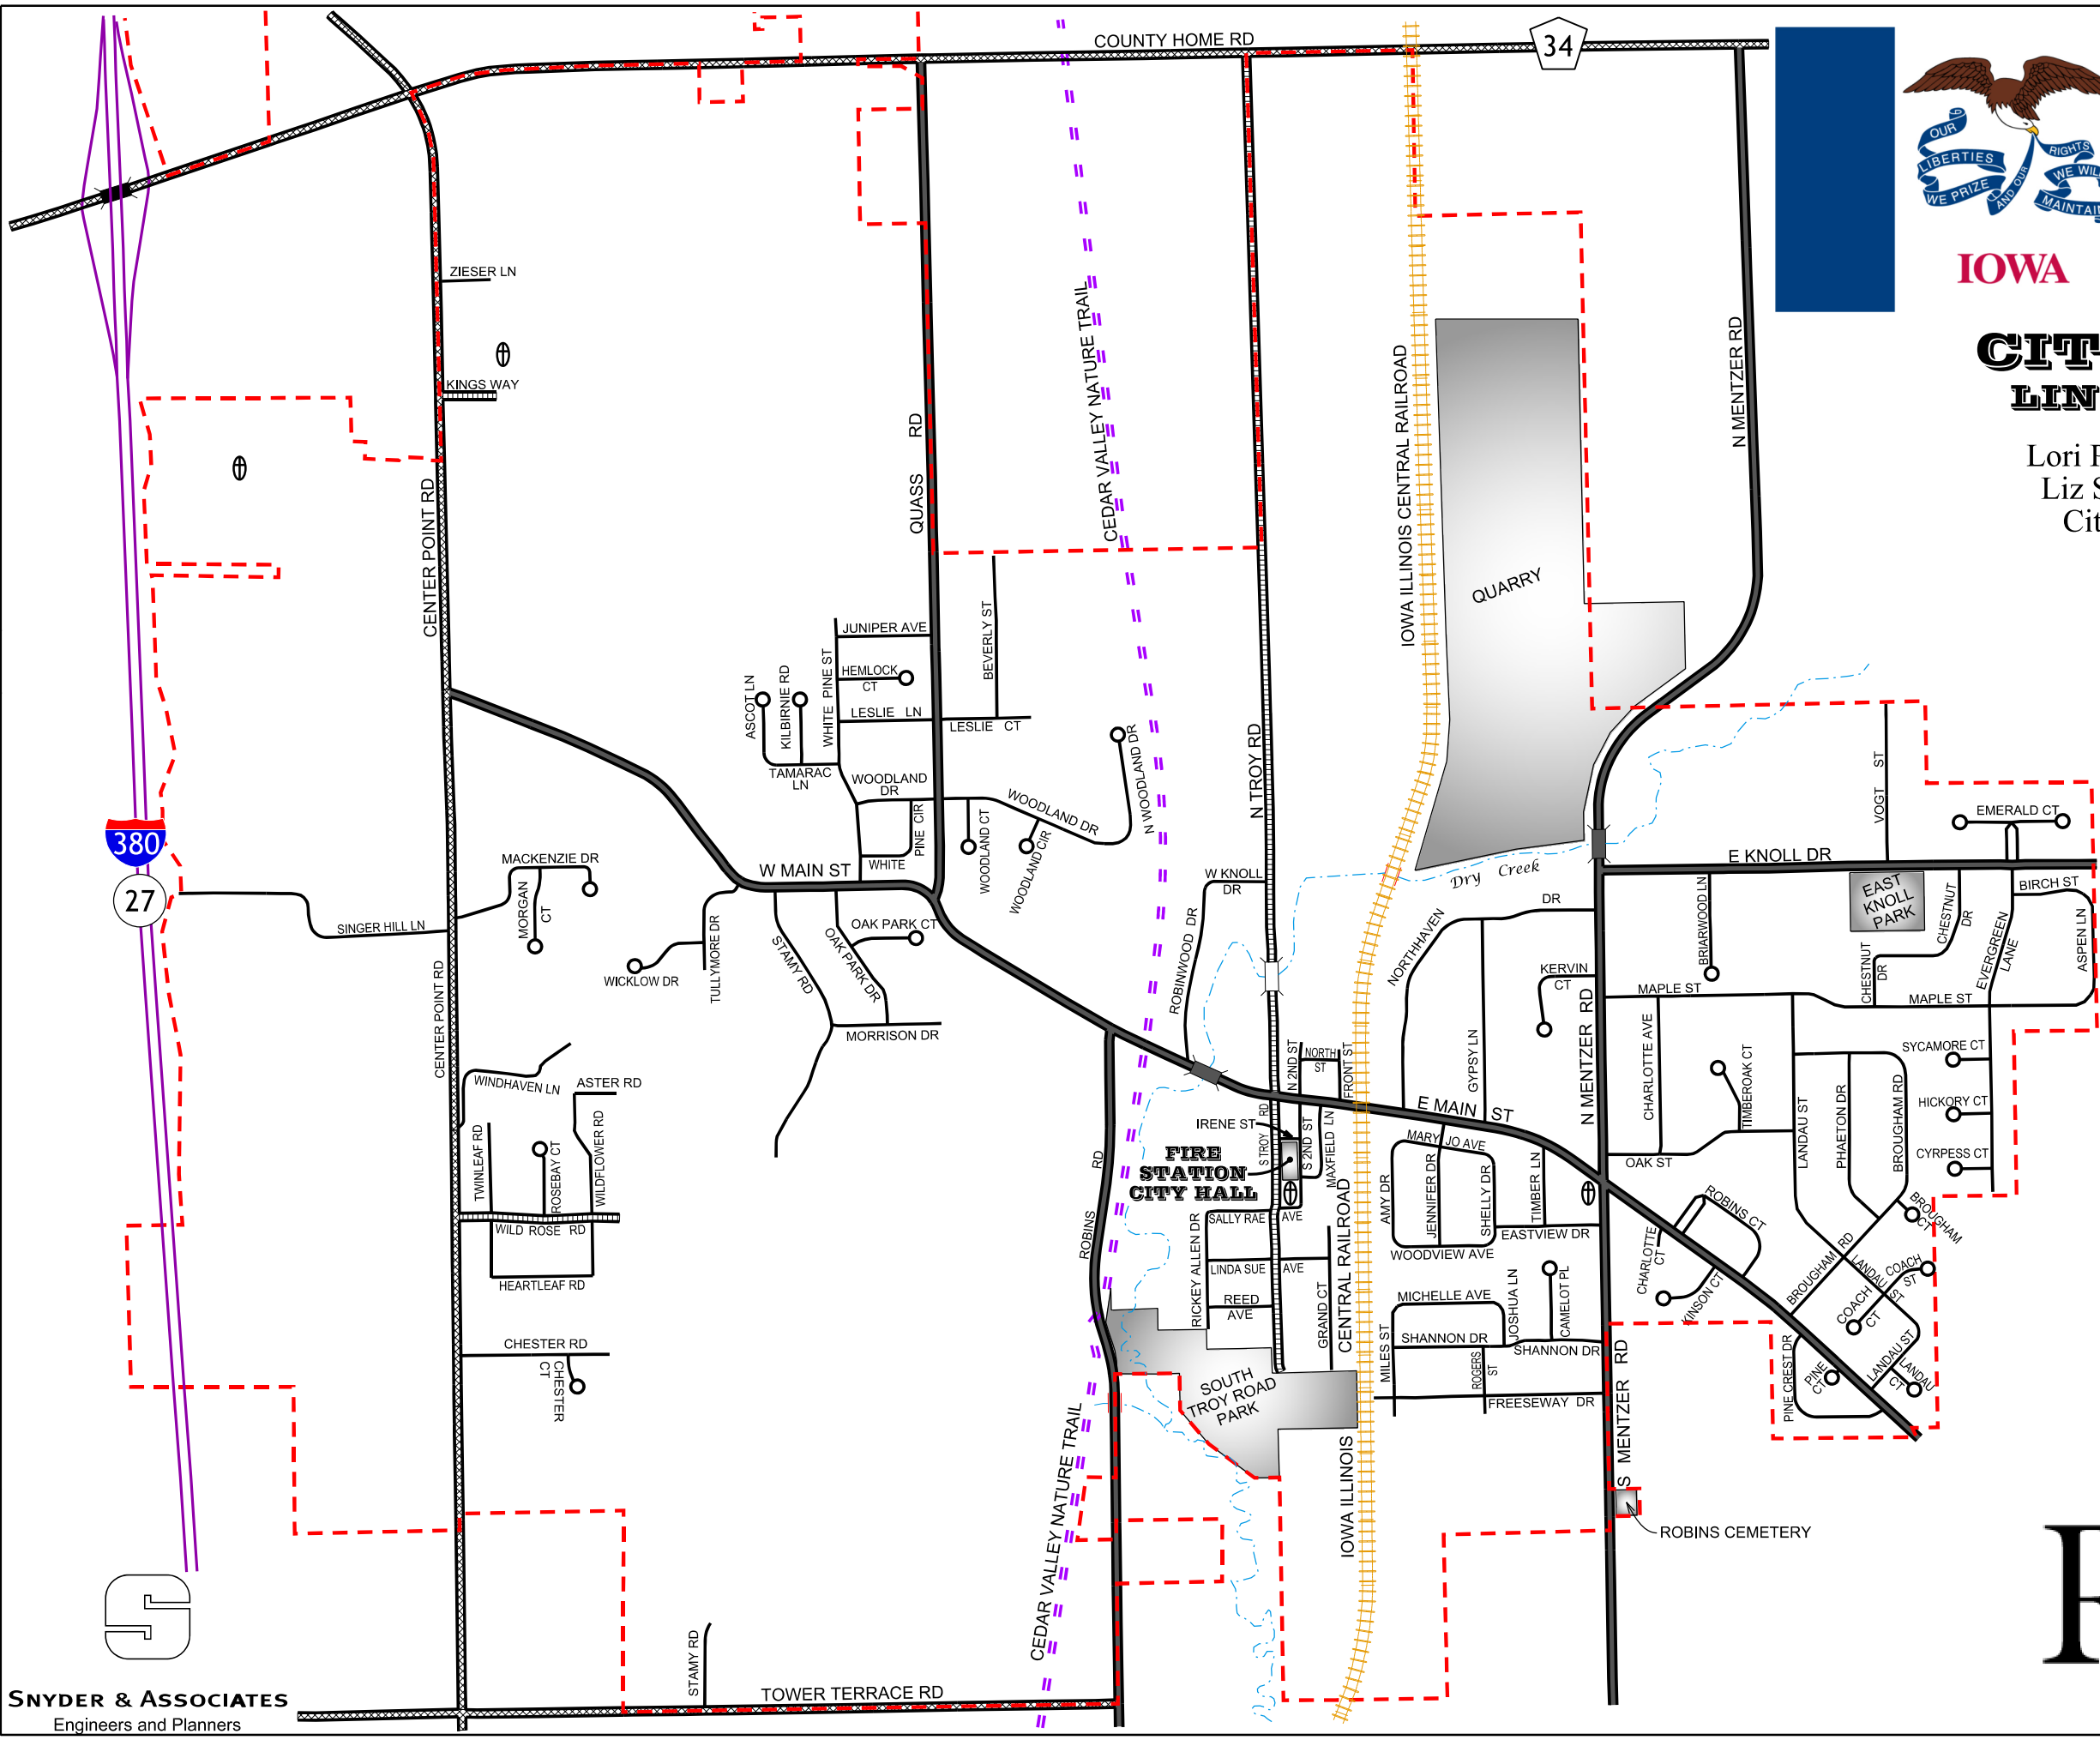 COUNTY HOME RD
34
OUR
LIBERTIES
WE PRIZE
AND OUR
RIGHTS
WE WIL
MAINTAI
IOWA
CIT
LIN
Lori
Liz S
Cit
ZIESER LN
KINGS WAY
CENTER POINT RD
QUASS RD
CEDAR VALLEY NATURE TRAIL
IOWA ILLINOIS CENTRAL RAILROAD
N MENTZER RD
QUARRY
JUNIPER AVE
HEMLOCK
CT
LESLIE LN
LESLIE CT
BEVERLY ST
WHITE PINE ST
ASCOT LN
KILBIRNIE RD
TAMARAC
LN
WOODLAND
DR
PINE CIR
WHITE
WOODLAND CT
WOODLAND CIR
WOODLAND DR
N WOODLAND DR
N TROY RD
VOGT ST
EMERALD CT
380
27
MACKENZIE DR
MORGAN
CT
SINGER HILL LN
W MAIN ST
W KNOLL
DR
Dry Creek
E KNOLL DR
EAST
KNOLL
PARK
BIRCH ST
ASPEN LN
CHESTNUT
DR
CHESTNUT
DR
EVERGREEN
LANE
BRIARWOOD LN
WICKLOW DR
TULLYMORE DR
STAMY RD
OAK PARK CT
OAK PARK DR
MORRISON DR
ROBINWOOD DR
NORTHHAVEN
DR
KERVIN
CT
GYPSY LN
N MENTZER RD
MAPLE ST
MAPLE ST
CHARLOTTE AVE
TIMBEROAK CT
OAK ST
LANDAU ST
PHAETON DR
BROUGHAM RD
SYCAMORE CT
HICKORY CT
CYRPESS CT
CENTER POINT RD
WINDHAVEN LN
ASTER RD
TWINLEAF RD
ROSEBAY CT
WILDFLOWER RD
WILD ROSE RD
HEARTLEAF RD
CHESTER RD
CHESTER
CT
N 2ND ST
NORTH
ST
FRONT ST
E MAIN ST
IRENE ST
S TROY RD
S 2ND ST
MAXFIELD LN
FIRE
STATION
CITY HALL
ROBINS RD
RICKEY ALLEN DR
SALLY RAE AVE
LINDA SUE AVE
REED
AVE
GRAND CT
IOWA ILLINOIS CENTRAL RAILROAD
MARY JO AVE
AMY DR
JENNIFER DR
SHELLY DR
TIMBER LN
EASTVIEW DR
WOODVIEW AVE
MICHELLE AVE
JOSHUA LN
CAMELOT PL
MILES ST
SHANNON DR
SHANNON DR
ROGERS
ST
FREESEWAY DR
ROBINS CT
CHARLOTTE
CT
KINSON CT
BROUGHAM RD
BROUGHAM
CT
LANDAU
ST
COACH
ST
COACH
CT
LANDAU ST
LANDAU
CT
PINE CREST DR
PINE
CT
S MENTZER RD
SOUTH
TROY ROAD
PARK
CEDAR VALLEY NATURE TRAIL
ROBINS CEMETERY
STAMY RD
TOWER TERRACE RD
S
SNYDER & ASSOCIATES
Engineers and Planners